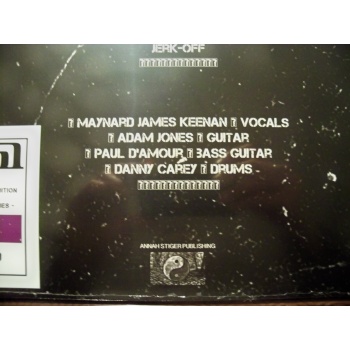 JERK-OFF
▯▯▯▯▯▯▯▯▯▯▯▯▯
▯ MAYNARD JAMES KEENAN ▯ VOCALS
▯ ADAM JONES ▯ GUITAR
▯ PAUL D'AMOUR ▯ BASS GUITAR
▯ DANNY CAREY ▯ DRUMS
▯▯▯▯▯▯▯▯▯▯▯▯▯
ANNAH STIGER PUBLISHING